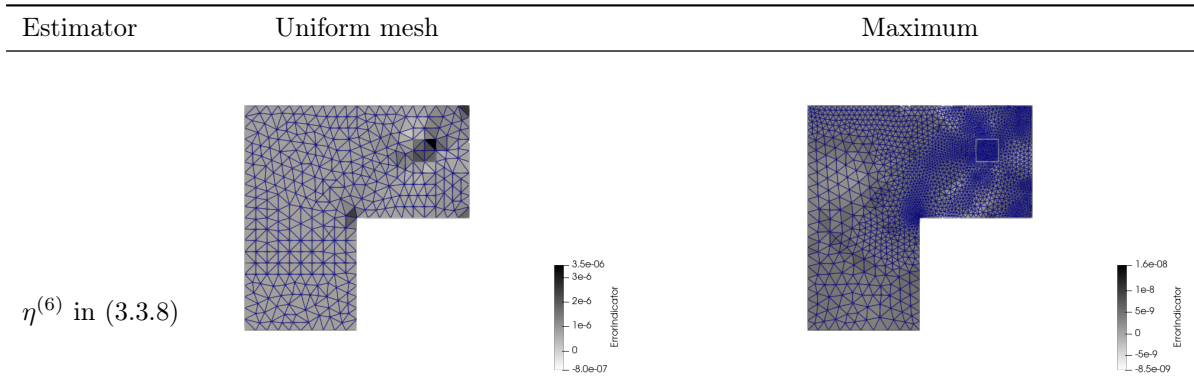 Estimator Uniform mesh Maximum
3.5e-06
3e-6
2e-6
1e-6
0
-8.0e-07
ErrorIndicator
1.6e-08
1e-8
5e-9
0
-5e-9
-8.5e-09
ErrorIndicator
η(6) in (3.3.8)